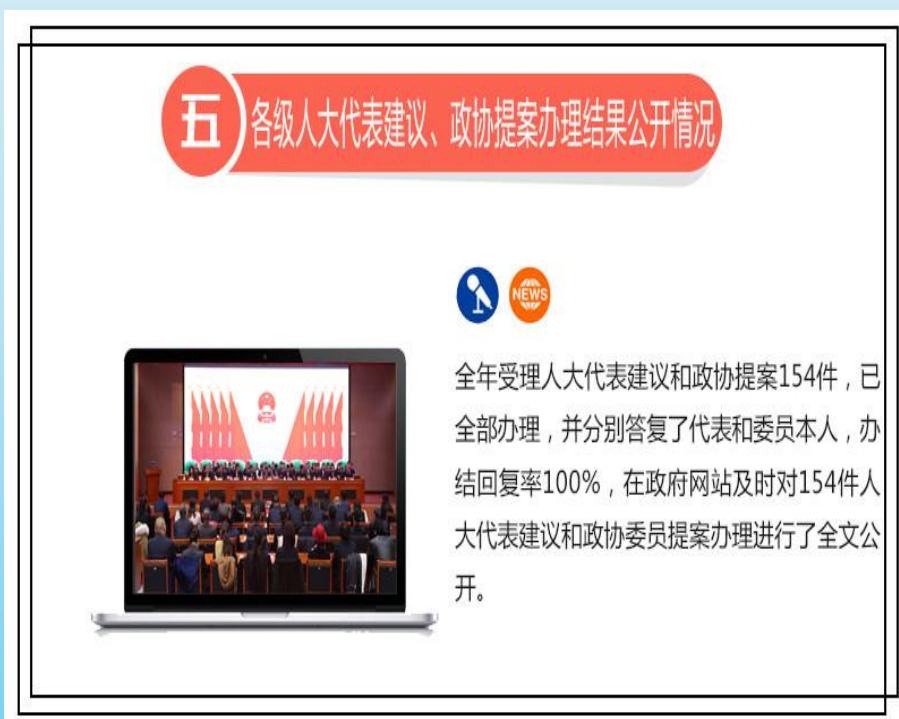 五
各级人大代表建议、政协提案办理结果公开情况
NEWS
全年受理人大代表建议和政协提案154件，已
全部办理，并分别答复了代表和委员本人，办
结回复率100%，在政府网站及时对154件人
大代表建议和政协委员提案办理进行了全文公
开。